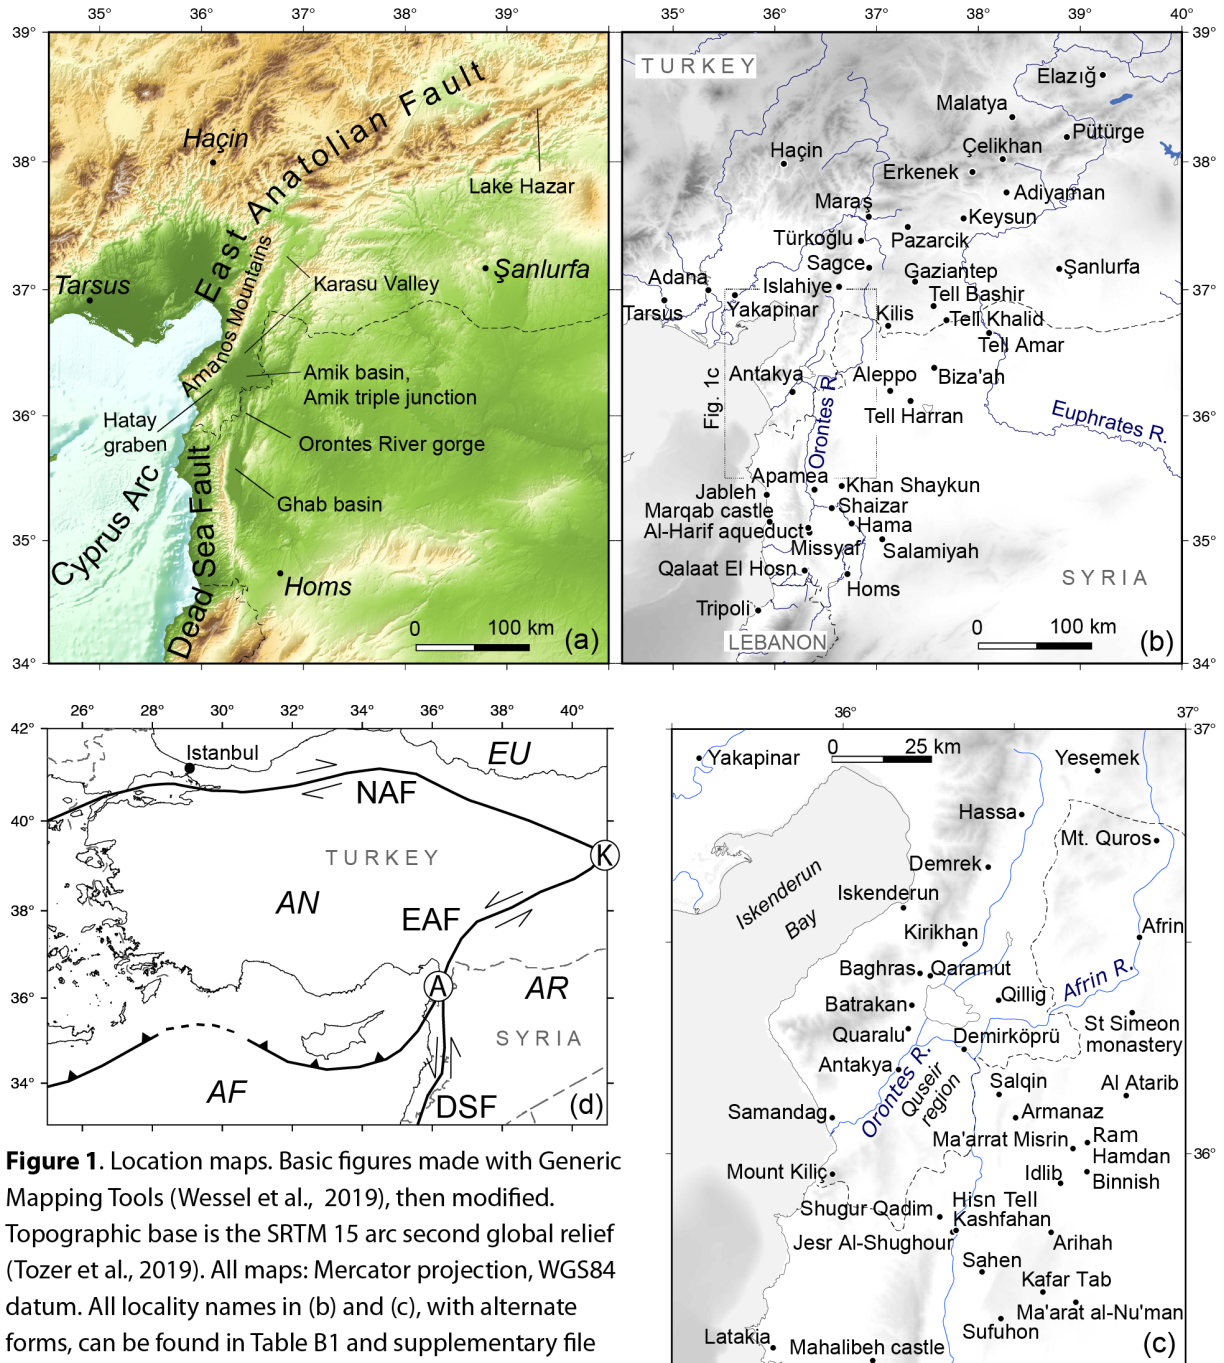 35° 36° 37° 38° 39°
39°
38°
37°
36°
35°
34°
East Anatolian Fault
Haçin
Lake Hazar
Tarsus
Şanlurfa
Karasu Valley
Amanos Mountains
Amik basin,
Amik triple junction
Hatay
graben
Orontes River gorge
Ghab basin
Cyprus Arc
Dead Sea Fault
Homs
0 100 km
(a)
35° 36° 37° 38° 39° 40°
39°
38°
37°
36°
35°
34°
TURKEY
Elazığ
Malatya
Pütürge
Haçin
Çelikhan
Erkenek
Adiyaman
Maraş
Keysun
Türkoğlu
Pazarcik
Sagce
Gaziantep
Şanlurfa
Adana
Islahiye
Tell Bashir
Tarsus
Yakapinar
Kilis
Tell Khalid
Tell Amar
Fig. 1c
Antakya
Aleppo
Biza'ah
Tell Harran
Orontes R.
Euphrates R.
Apamea
Khan Shaykun
Jableh
Shaizar
Marqab castle
Hama
Al-Harif aqueduct
Missyaf
Salamiyah
Qalaat El Hosn
Homs
SYRIA
Tripoli
LEBANON
0 100 km
(b)
26° 28° 30° 32° 34° 36° 38° 40°
42°
40°
38°
36°
34°
Istanbul
EU
NAF
TURKEY
K
AN
EAF
A
AR
SYRIA
AF
DSF
(d)
36° 37°
37°
36°
0 25 km
Yakapinar
Yesemek
Hassa
Mt. Quros
Demrek
Iskenderun
Bay
Iskenderun
Kirikhan
Afrin
Baghras
Qaramut
Afrin R.
Batrakan
Qillig
Quaralu
Demirköprü
St Simeon
monastery
Antakya
Orontes R.
Quseir
region
Salqin
Al Atarib
Samandag
Armanaz
Ma'arrat Misrin
Ram
Hamdan
Mount Kiliç
Idlib
Binnish
Shugur Qadim
Hisn Tell
Kashfahan
Jesr Al-Shughour
Arihah
Sahen
Kafar Tab
Ma'arat al-Nu'man
Sufuhon
Latakia
Mahalibeh castle
(c)
Figure 1. Location maps. Basic figures made with Generic
Mapping Tools (Wessel et al., 2019), then modified.
Topographic base is the SRTM 15 arc second global relief
(Tozer et al., 2019). All maps: Mercator projection, WGS84
datum. All locality names in (b) and (c), with alternate
forms, can be found in Table B1 and supplementary file